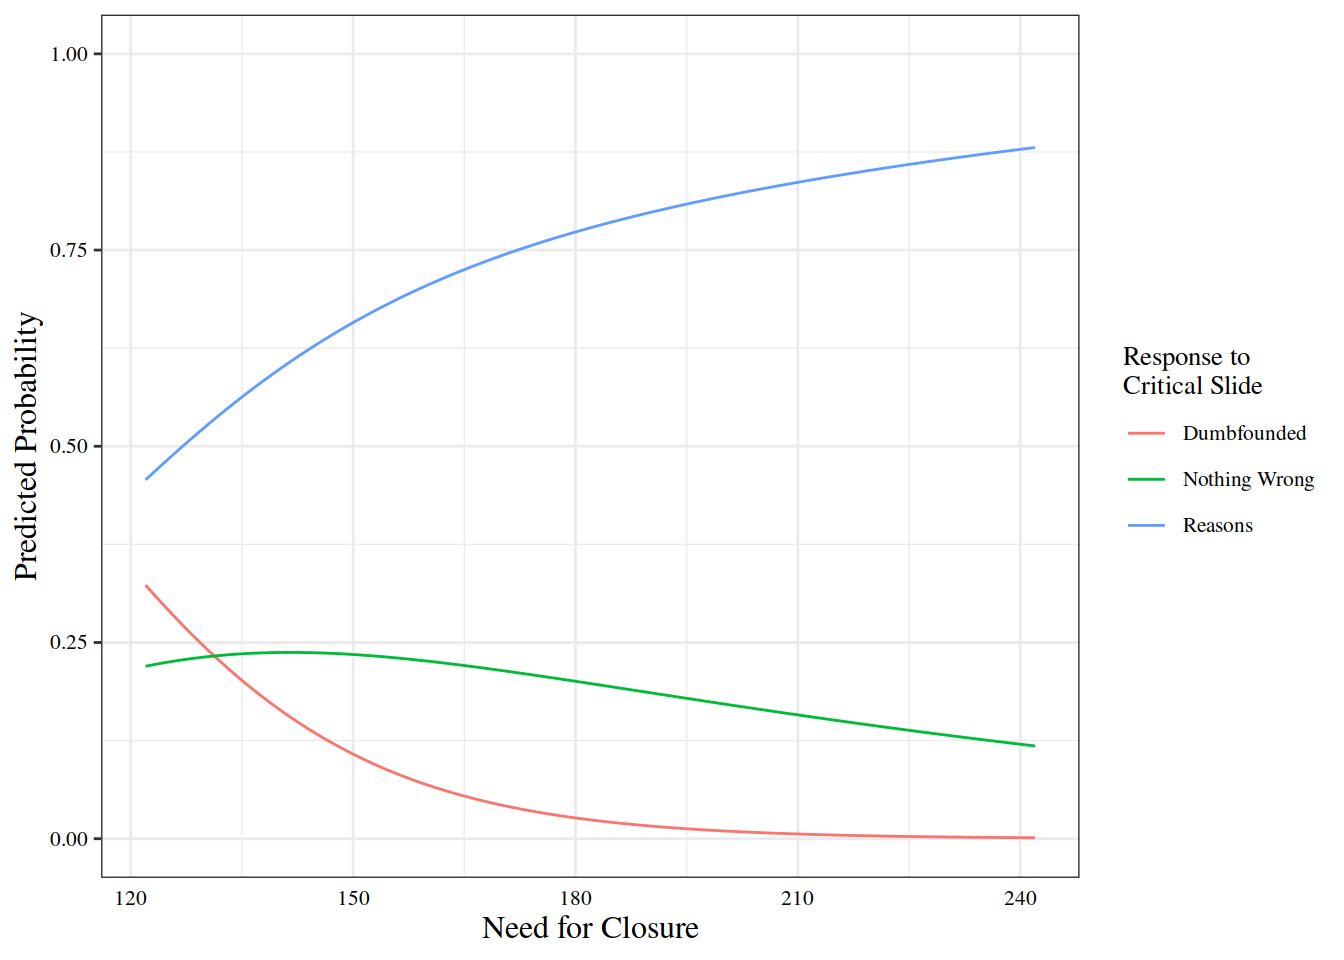 1.00
0.75
0.50
0.25
0.00
Predicted Probability
120 150 180 210 240
Need for Closure
Response to
Critical Slide
Dumbfounded
Nothing Wrong
Reasons